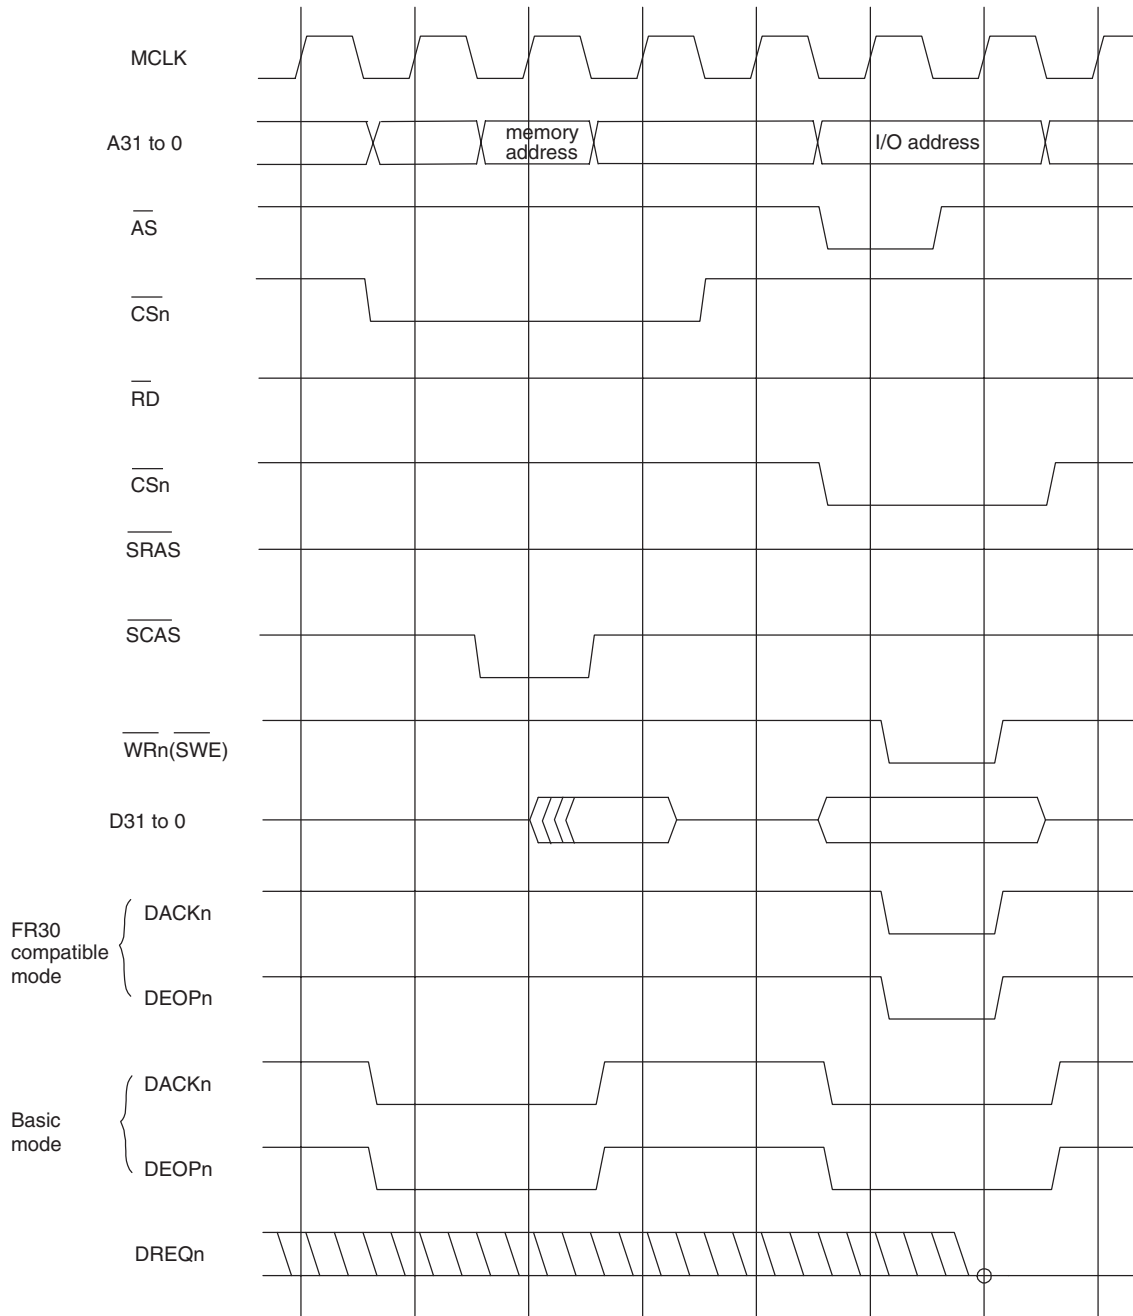 MCLK
A31 to 0
memory
address
I/O address
AS
CSn
RD
CSn
SRAS
SCAS
WRn(SWE)
D31 to 0
FR30
compatible
mode
DACKn
DEOPn
Basic
mode
DACKn
DEOPn
DREQn